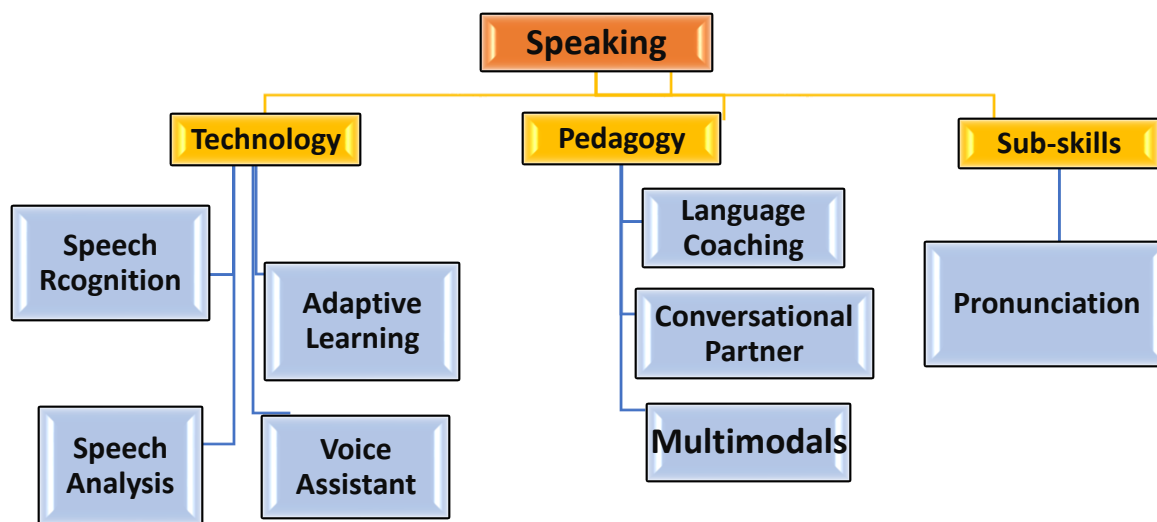 Speaking
Technology
Pedagogy
Sub-skills
Speech
Rcognition
Adaptive
Learning
Speech
Analysis
Voice
Assistant
Language
Coaching
Conversational
Partner
Multimodals
Pronunciation